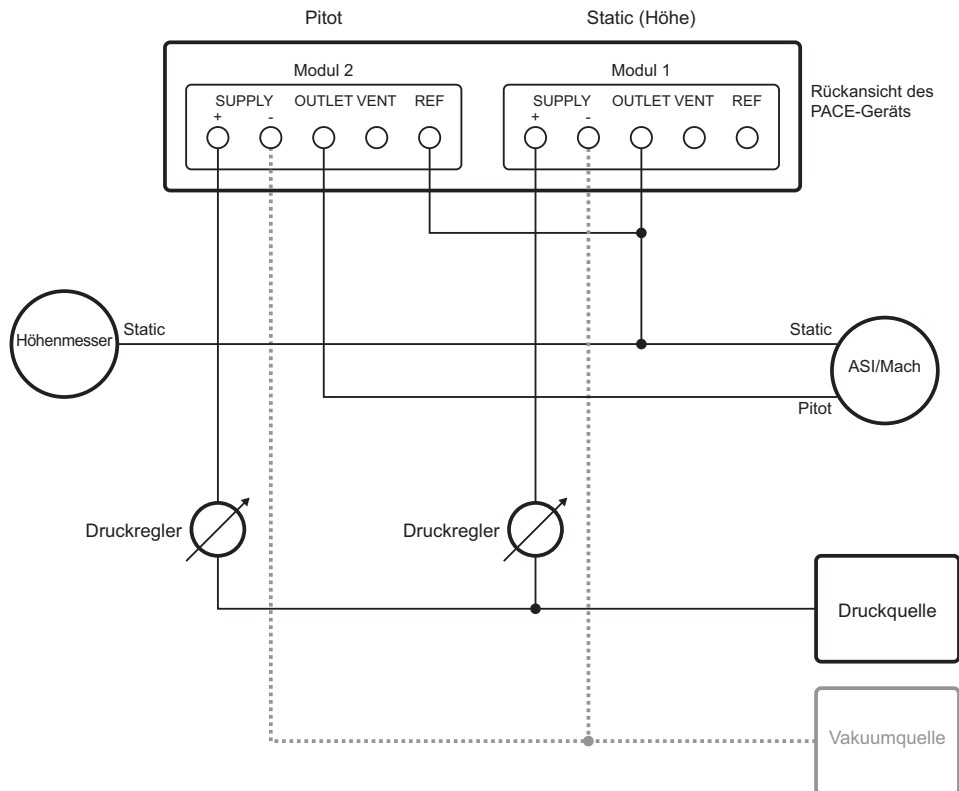 Pitot
Static (Höhe)
Modul 2
Modul 1
SUPPLY OUTLET VENT REF
+ -
SUPPLY OUTLET VENT REF
+ -
Rückansicht des
PACE-Geräts
Höhenmesser
Static
Static
ASI/Mach
Pitot
Druckregler
Druckregler
Druckquelle
Vakuumquelle